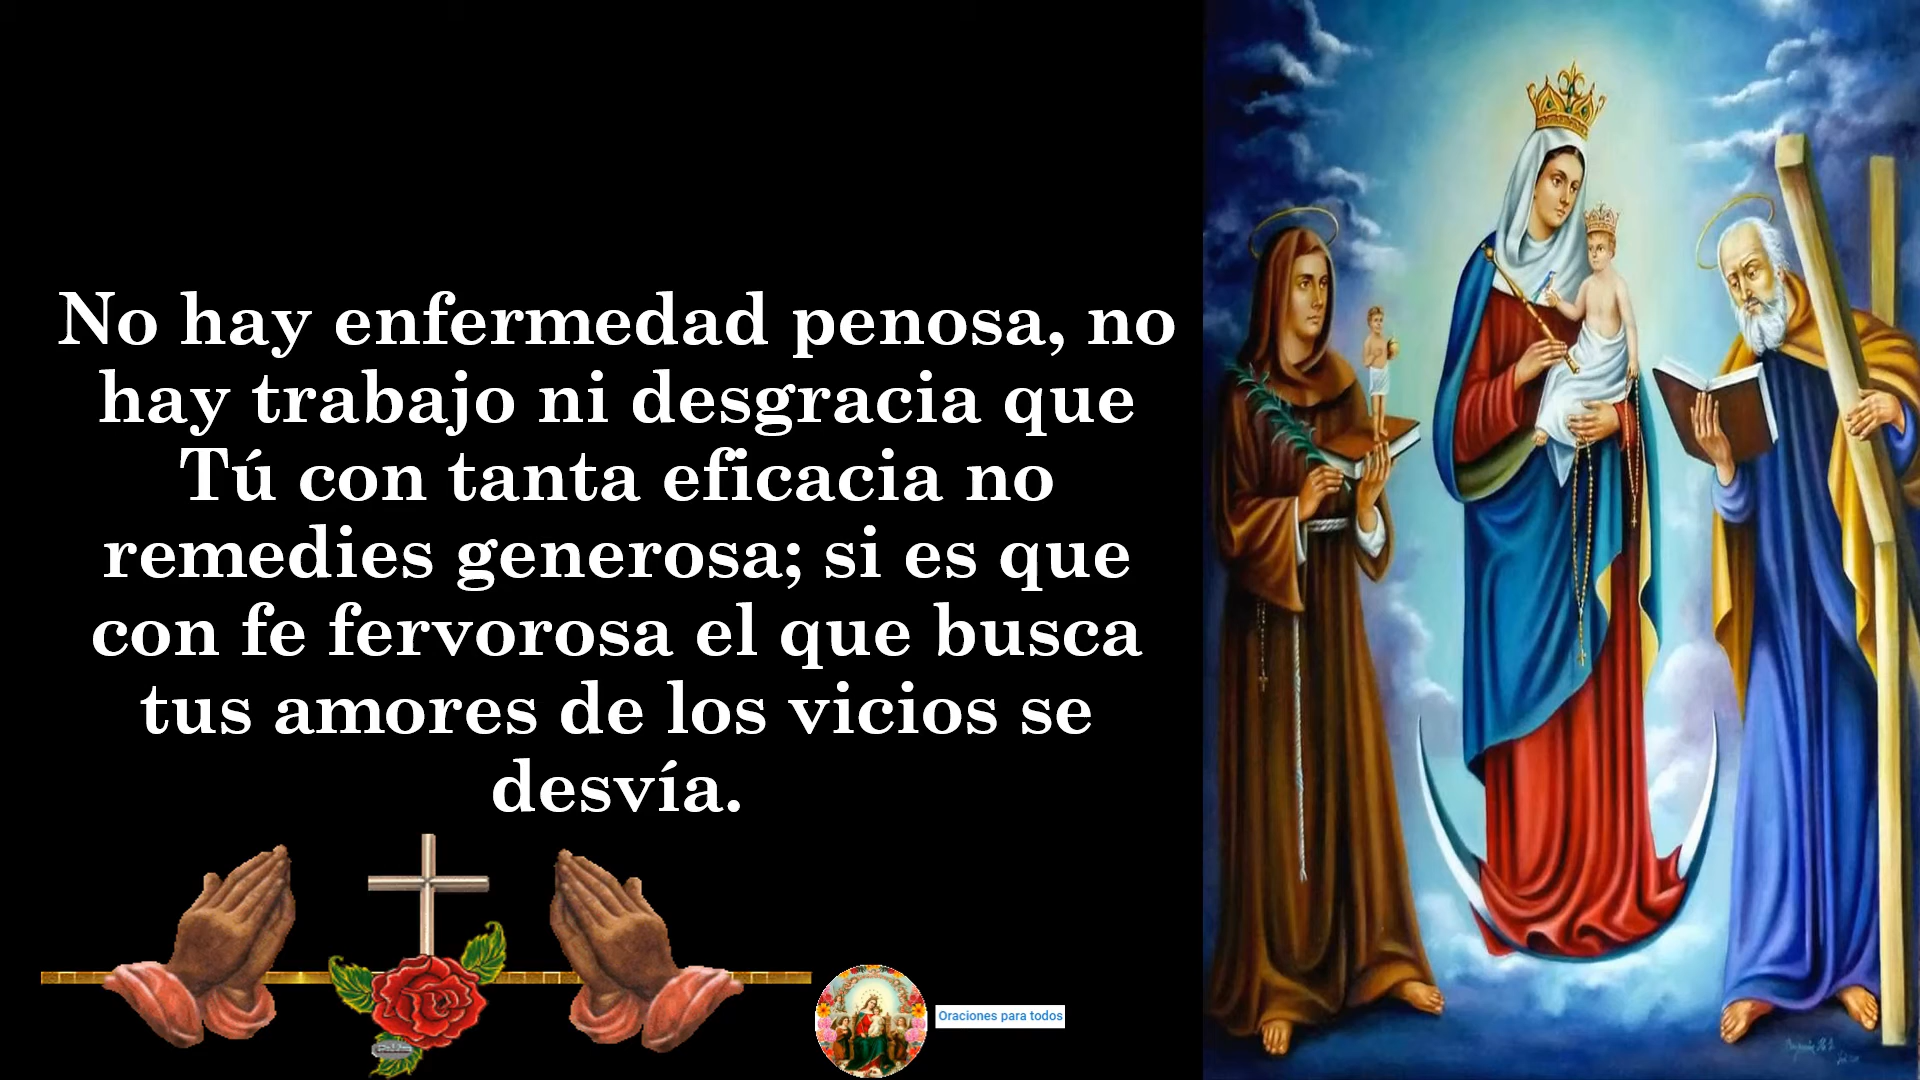 No hay enfermedad penosa, no
hay trabajo ni desgracia que
Tú con tanta eficacia no
remedies generosa; si es que
con fe fervorosa el que busca
tus amores de los vicios se
desvía.
Oraciones para todos